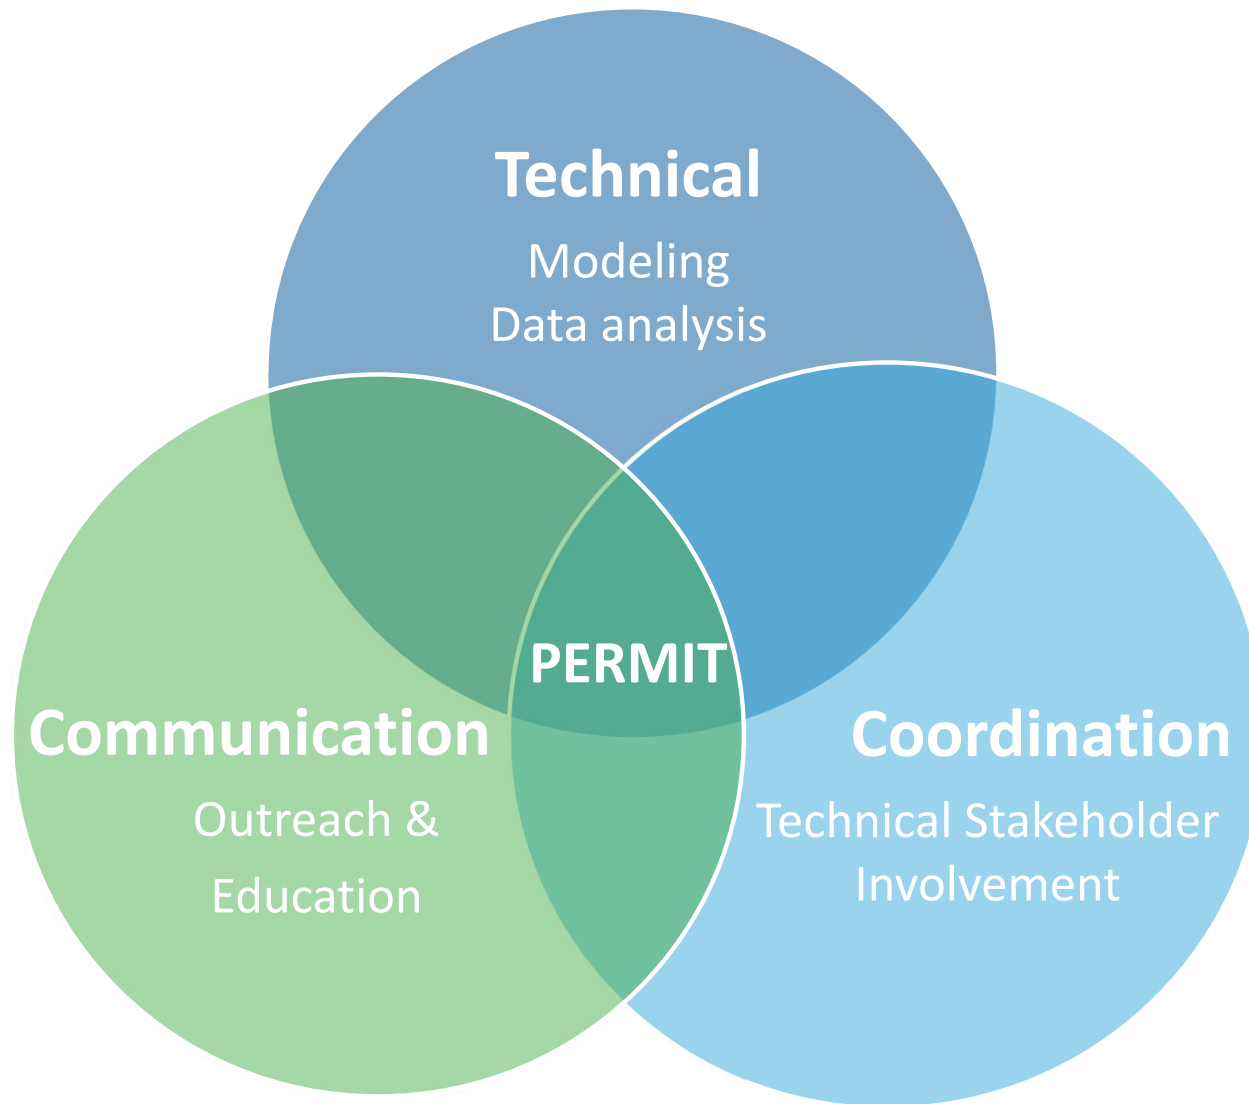 Technical
Modeling
Data analysis
PERMIT
Communication
Outreach &
Education
Coordination
Technical Stakeholder
Involvement